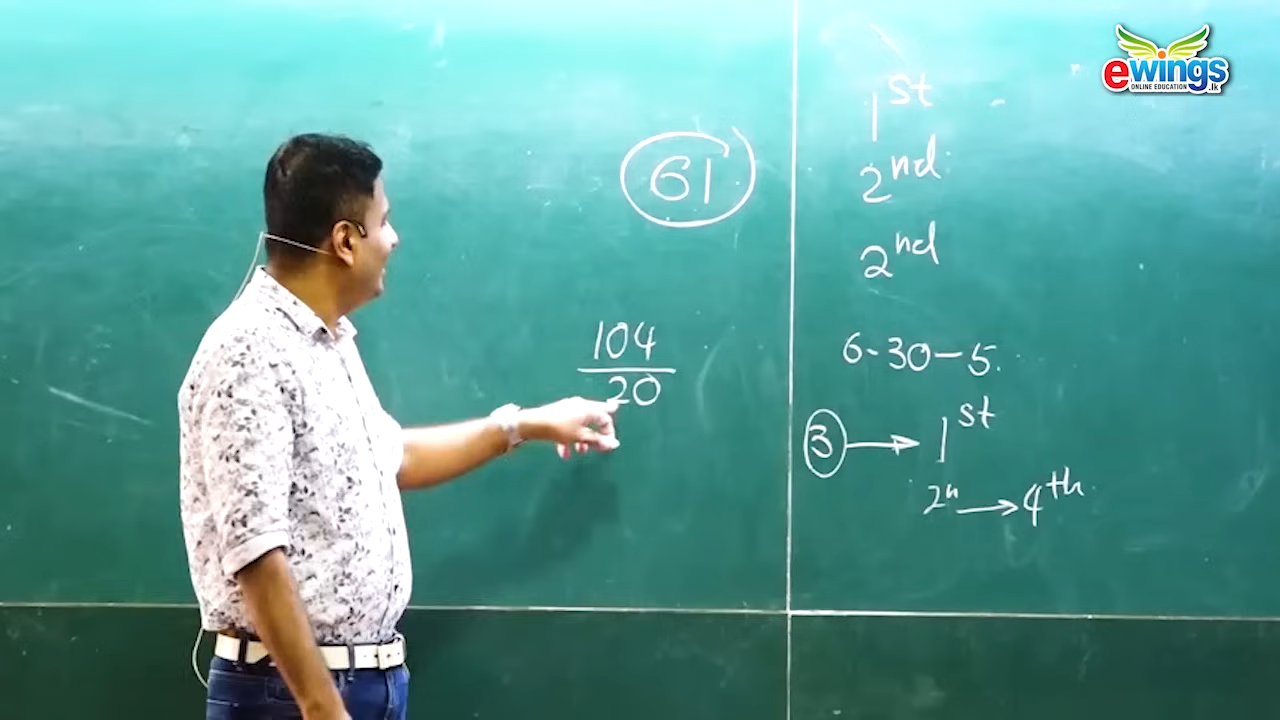 ewings.lk
ONLINE EDUCATION
61
104
20
1st
2nd
2nd
6.30-5.
3 → 1st
2n → 4th